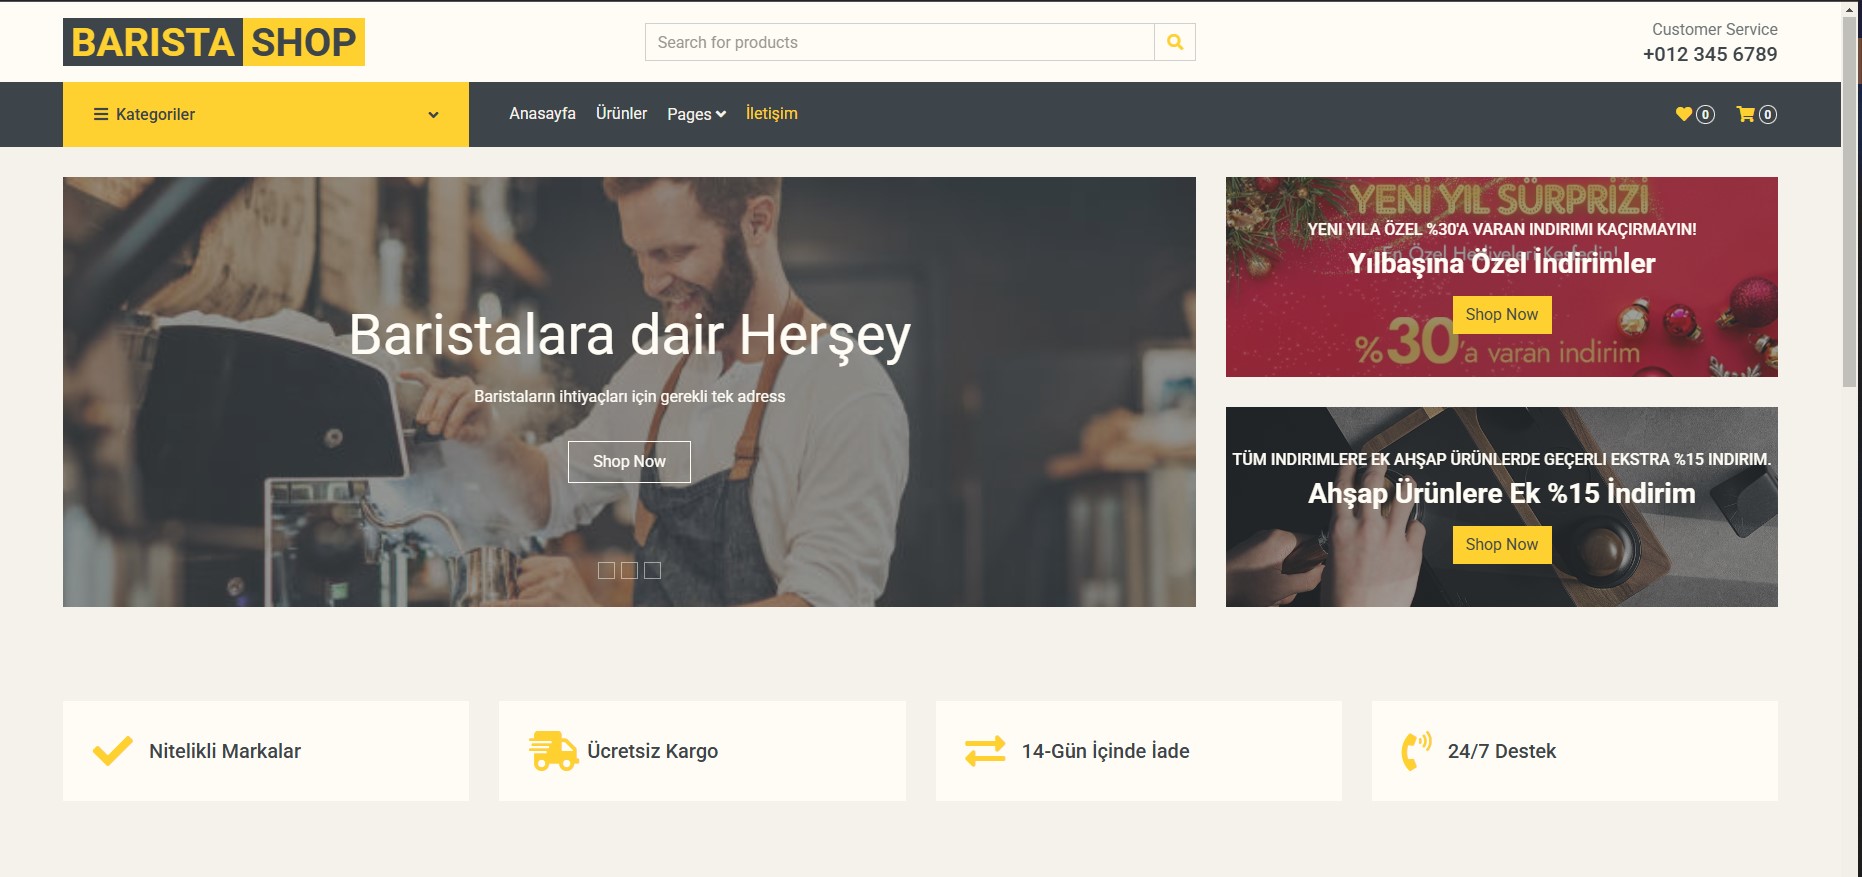 BARISTA SHOP
Search for products
Customer Service
+012 345 6789
Kategoriler
Anasayfa Ürünler Pages İletişim
0 0
Baristalara dair Herşey
Baristaların ihtiyaçları için gerekli tek adress
Shop Now
YENİ YIL SÜRPRİZİ
YENI YILA ÖZEL %30'A VARAN INDIRIMI KAÇIRMAYIN!
En Özel Hediyeleri Keşfedin!
Yılbaşına Özel İndirimler
Shop Now
%30'a varan indirim
TÜM INDIRIMLERE EK AHŞAP ÜRÜNLERDE GEÇERLI EKSTRA %15 INDIRIM.
Ahşap Ürünlere Ek %15 İndirim
Shop Now
Nitelikli Markalar
Ücretsiz Kargo
14-Gün İçinde İade
24/7 Destek